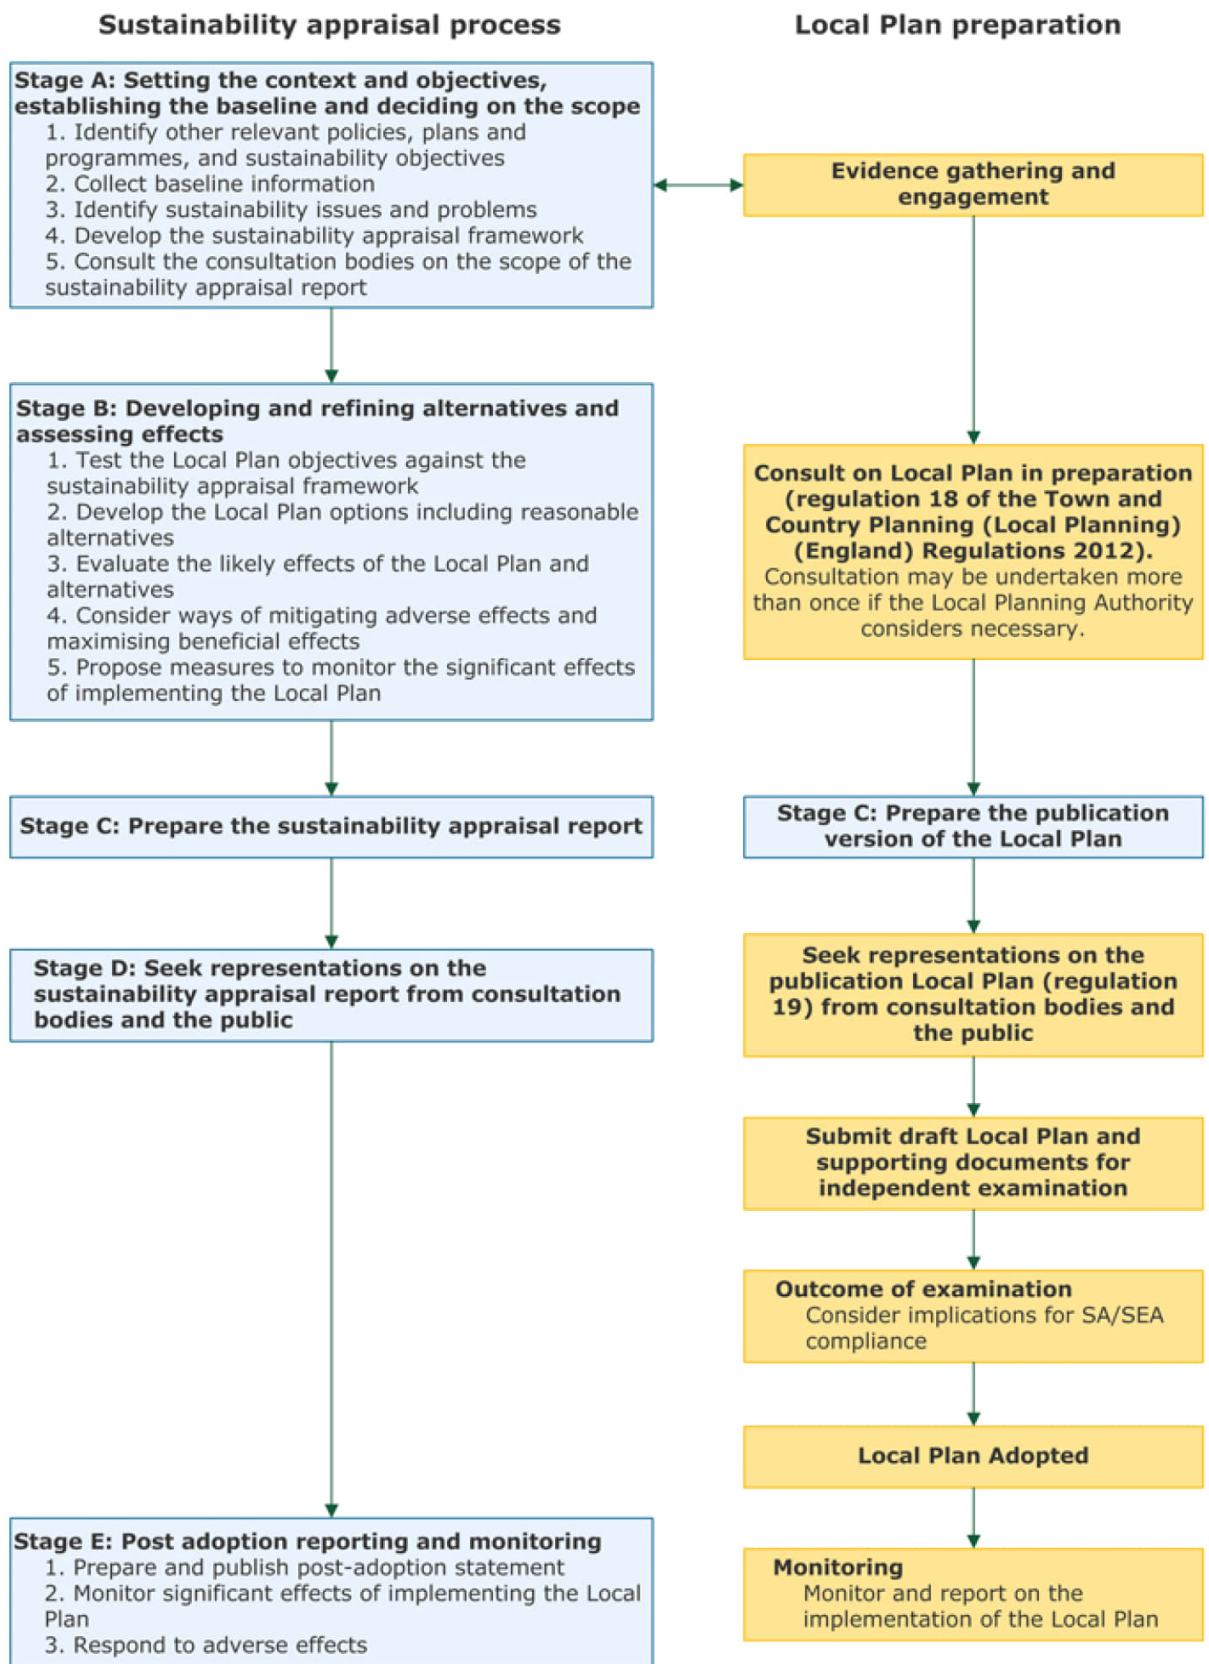 Sustainability appraisal process
Local Plan preparation
Stage A: Setting the context and objectives,
establishing the baseline and deciding on the scope
1. Identify other relevant policies, plans and
programmes, and sustainability objectives
2. Collect baseline information
3. Identify sustainability issues and problems
4. Develop the sustainability appraisal framework
5. Consult the consultation bodies on the scope of the
sustainability appraisal report
Evidence gathering and
engagement
Stage B: Developing and refining alternatives and
assessing effects
1. Test the Local Plan objectives against the
sustainability appraisal framework
2. Develop the Local Plan options including reasonable
alternatives
3. Evaluate the likely effects of the Local Plan and
alternatives
4. Consider ways of mitigating adverse effects and
maximising beneficial effects
5. Propose measures to monitor the significant effects
of implementing the Local Plan
Consult on Local Plan in preparation
(regulation 18 of the Town and
Country Planning (Local Planning)
(England) Regulations 2012).
Consultation may be undertaken more
than once if the Local Planning Authority
considers necessary.
Stage C: Prepare the sustainability appraisal report
Stage C: Prepare the publication
version of the Local Plan
Stage D: Seek representations on the
sustainability appraisal report from consultation
bodies and the public
Seek representations on the
publication Local Plan (regulation
19) from consultation bodies and
the public
Submit draft Local Plan and
supporting documents for
independent examination
Outcome of examination
Consider implications for SA/SEA
compliance
Local Plan Adopted
Stage E: Post adoption reporting and monitoring
1. Prepare and publish post-adoption statement
2. Monitor significant effects of implementing the Local
Plan
3. Respond to adverse effects
Monitoring
Monitor and report on the
implementation of the Local Plan